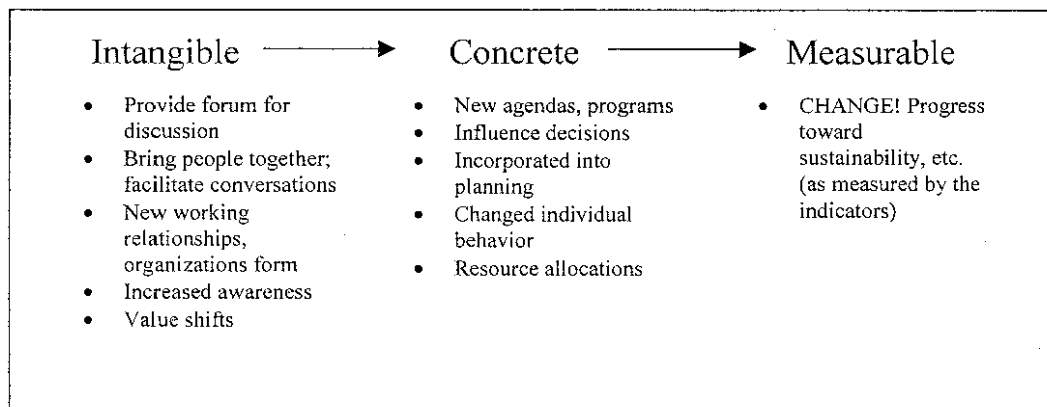 Intangible
Concrete
Measurable
• Provide forum for
discussion
• Bring people together;
facilitate conversations
• New working
relationships,
organizations form
• Increased awareness
• Value shifts
• New agendas, programs
• Influence decisions
• Incorporated into
planning
• Changed individual
behavior
• Resource allocations
• CHANGE! Progress
toward
sustainability, etc.
(as measured by the
indicators)